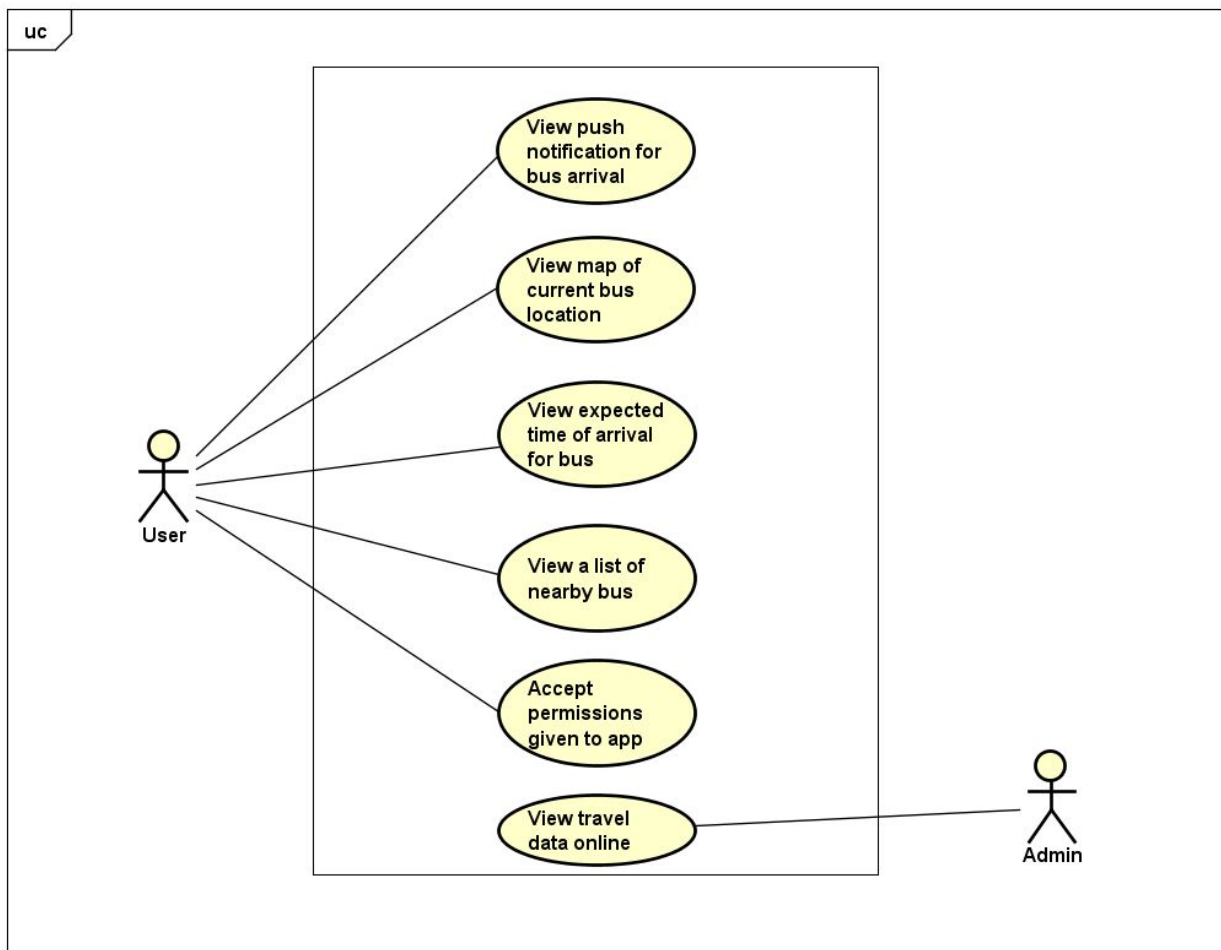 uc
View push
notification for
bus arrival
View map of
current bus
location
View expected
time of arrival
for bus
User
View a list of
nearby bus
Accept
permissions
given to app
View travel
data online
Admin